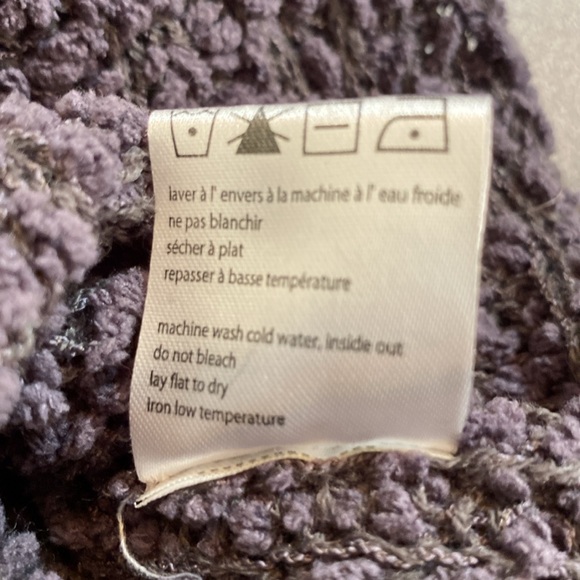 laver à l' envers à la machine à l' eau froide
ne pas blanchir
sécher à plat
repasser à basse température
machine wash cold water, inside out
do not bleach
lay flat to dry
iron low temperature